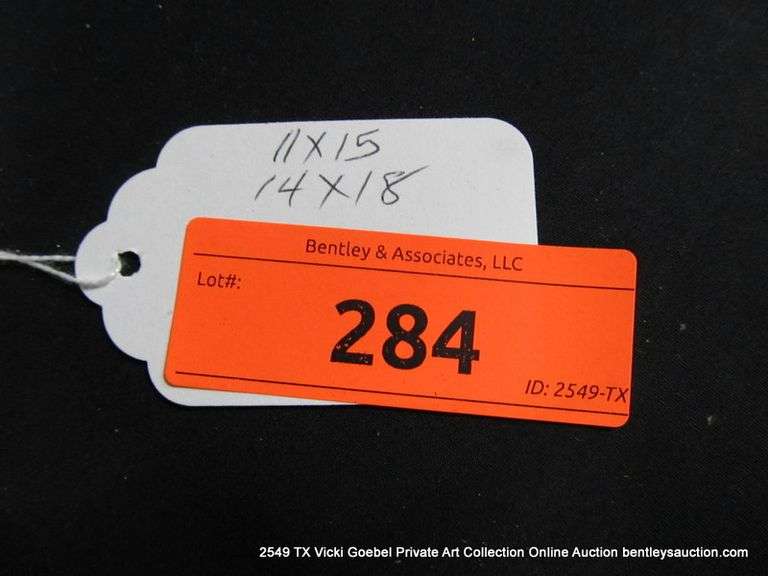 11X15
14X18
Bentley & Associates, LLC
Lot#:
284
ID: 2549-TX
2549 TX Vicki Goebel Private Art Collection Online Auction bentleysauction.com